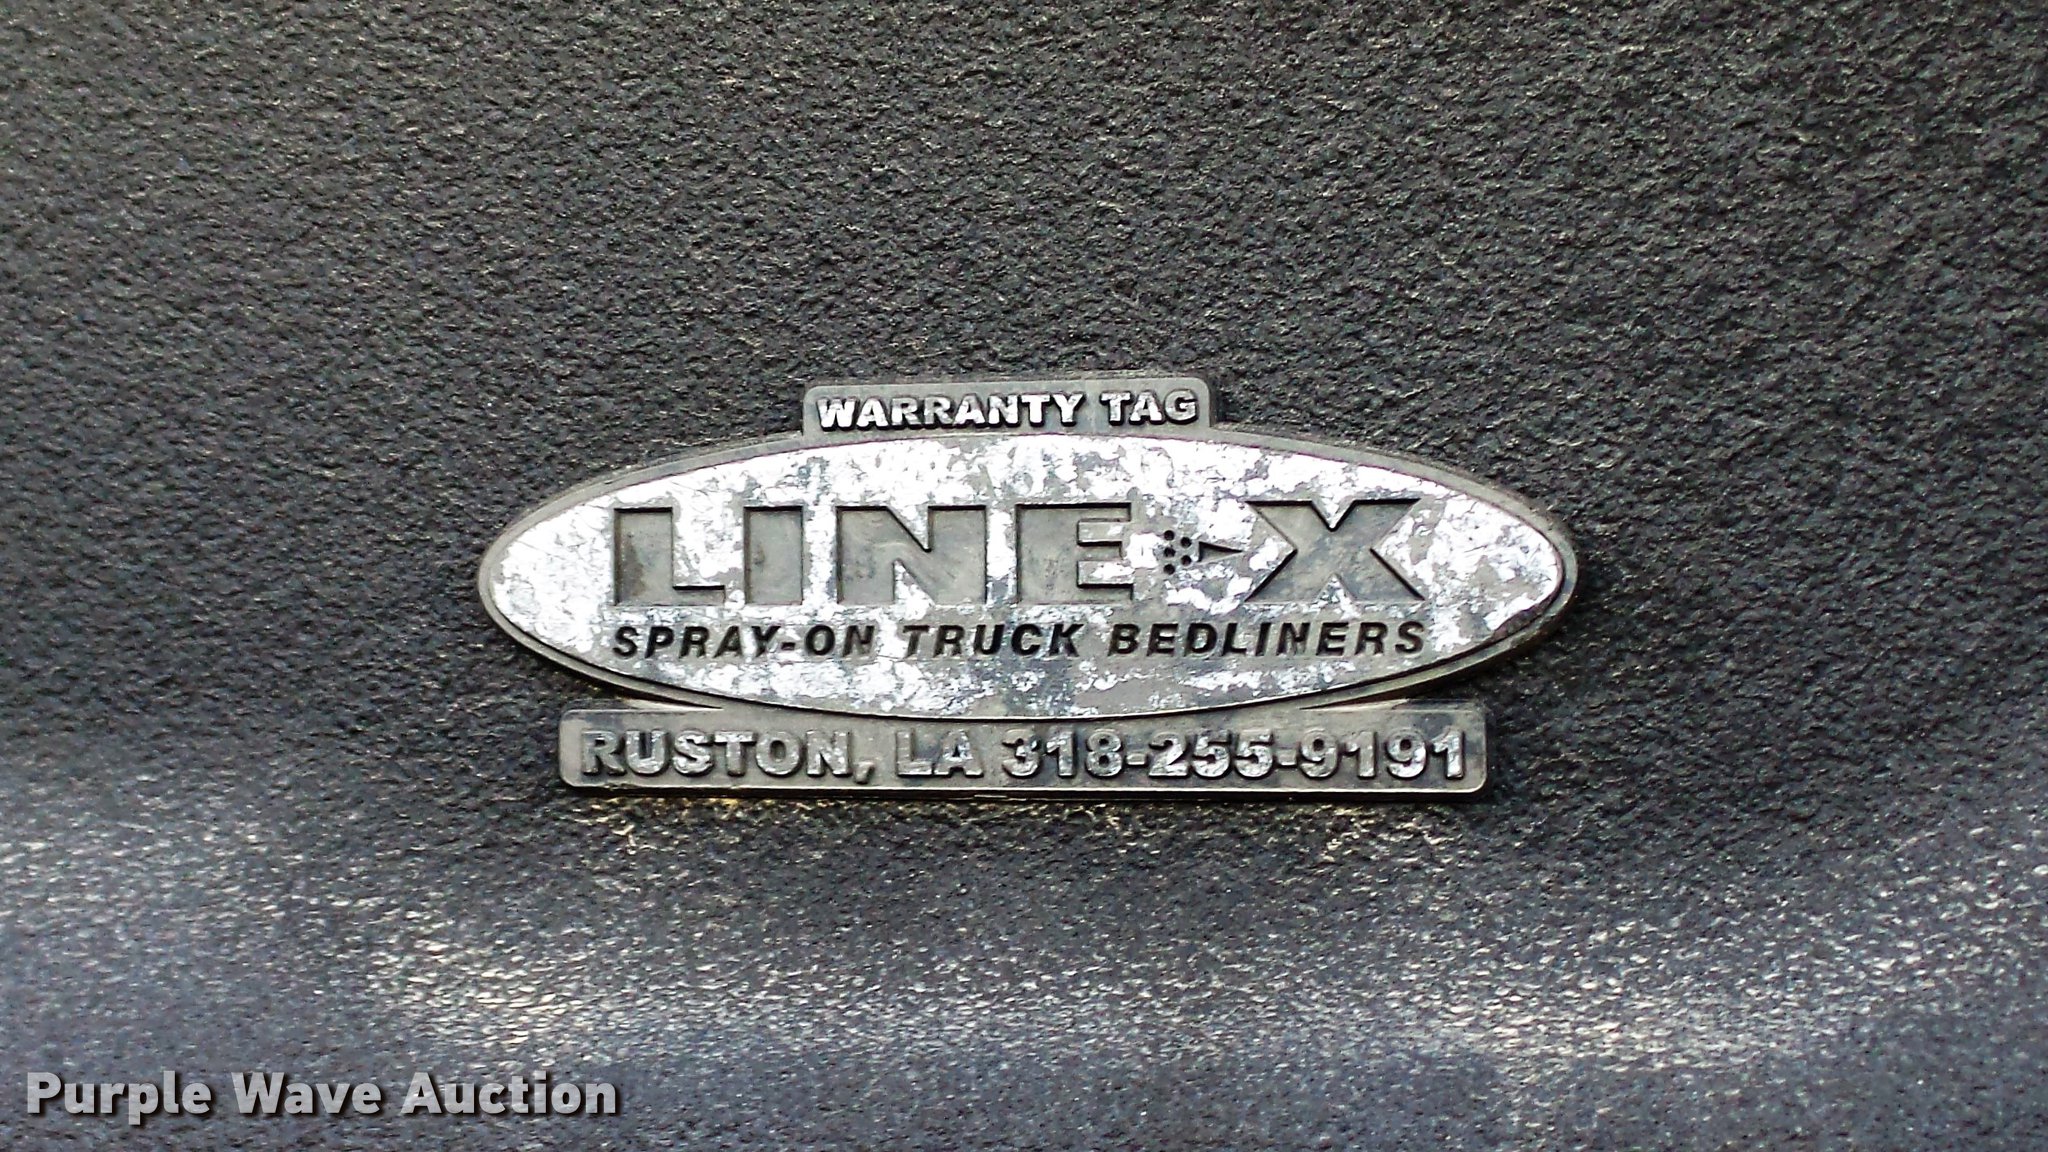 WARRANTY TAG
LINE-X
SPRAY-ON TRUCK BEDLINERS
RUSTON, LA 318-255-9191
Purple Wave Auction